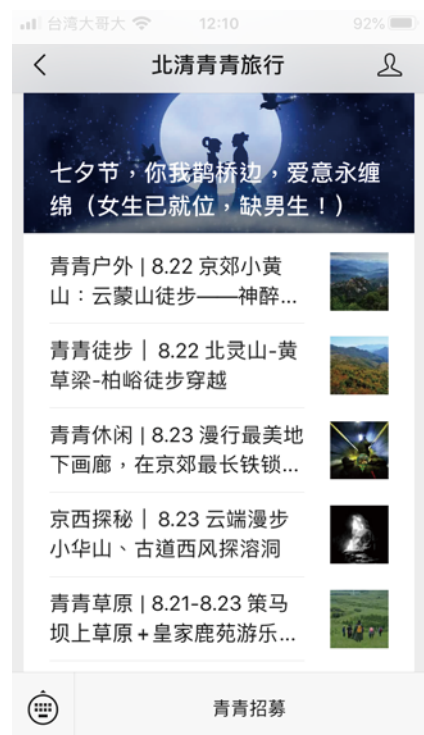 台湾大哥大 12:10 92%
北清青青旅行
七夕节，你我鹊桥边，爱意永缠
绵（女生已就位，缺男生！）
青青户外 | 8.22 京郊小黄
山：云蒙山徒步——神醉...
青青徒步｜ 8.22 北灵山-黄
草梁-柏峪徒步穿越
青青休闲 | 8.23 漫行最美地
下画廊，在京郊最长铁锁...
京西探秘｜ 8.23 云端漫步
小华山、古道西风探溶洞
青青草原 | 8.21-8.23 策马
坝上草原＋皇家鹿苑游乐...
青青招募